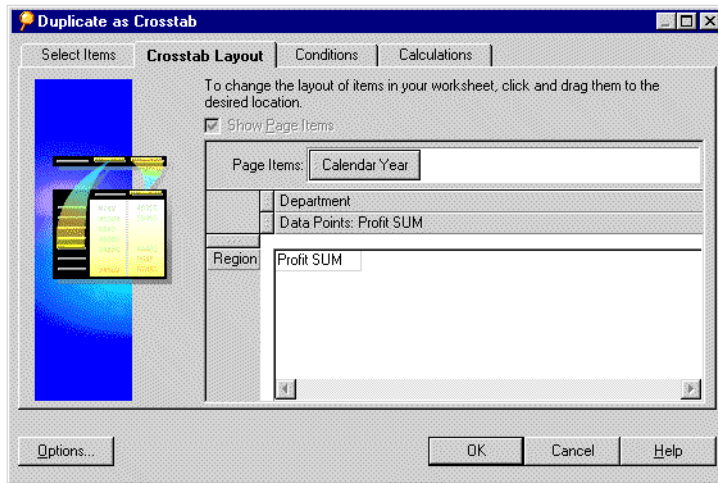 Duplicate as Crosstab
Select Items
Crosstab Layout
Conditions
Calculations
To change the layout of items in your worksheet, click and drag them to the
desired location.
Show Page Items
Page Items: Calendar Year
Department
Data Points: Profit SUM
Region
Profit SUM
Options...
OK
Cancel
Help